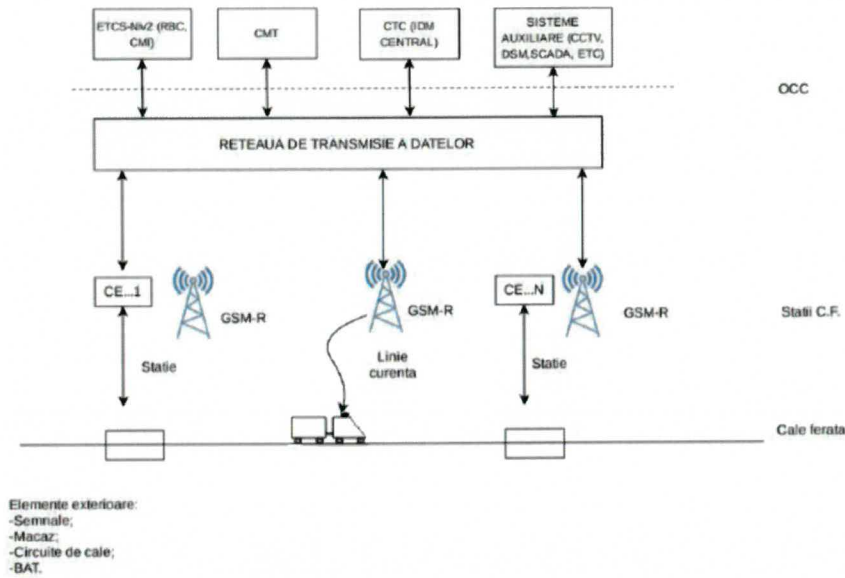 ETCS-Niv2 (RBC,
CMI)
CMT
CTC (IDM
CENTRAL)
SISTEME
AUXILIARE (CCTV,
DSM,SCADA, ETC)
OCC
RETEAUA DE TRANSMISIE A DATELOR
CE...1
GSM-R
GSM-R
CE...N
GSM-R
Statii C.F.
Statie
Linie
curenta
Statie
Cale ferata
Elemente exterioare:
-Semnale;
-Macaz;
-Circuite de cale;
-BAT.